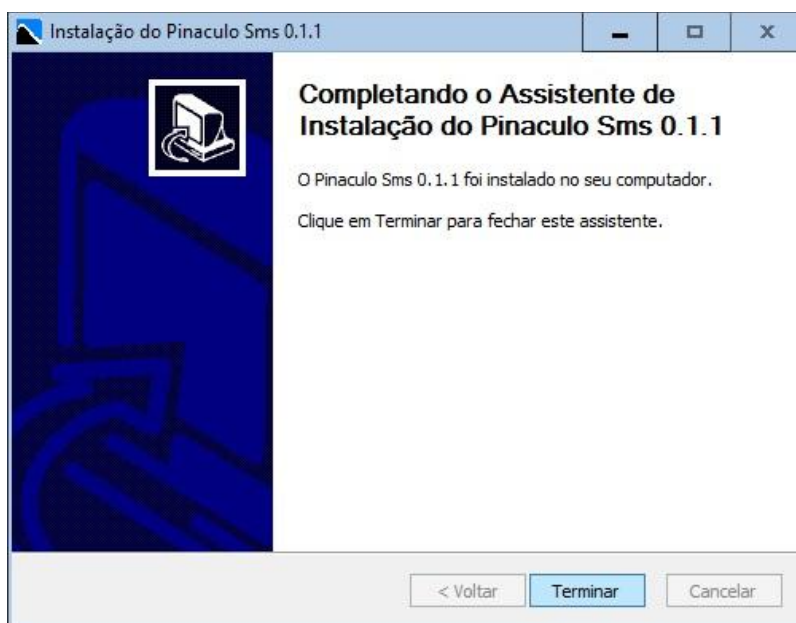 Instalação do Pinaculo Sms 0.1.1
Completando o Assistente de
Instalação do Pinaculo Sms 0.1.1
O Pinaculo Sms 0.1.1 foi instalado no seu computador.
Clique em Terminar para fechar este assistente.
< Voltar
Terminar
Cancelar